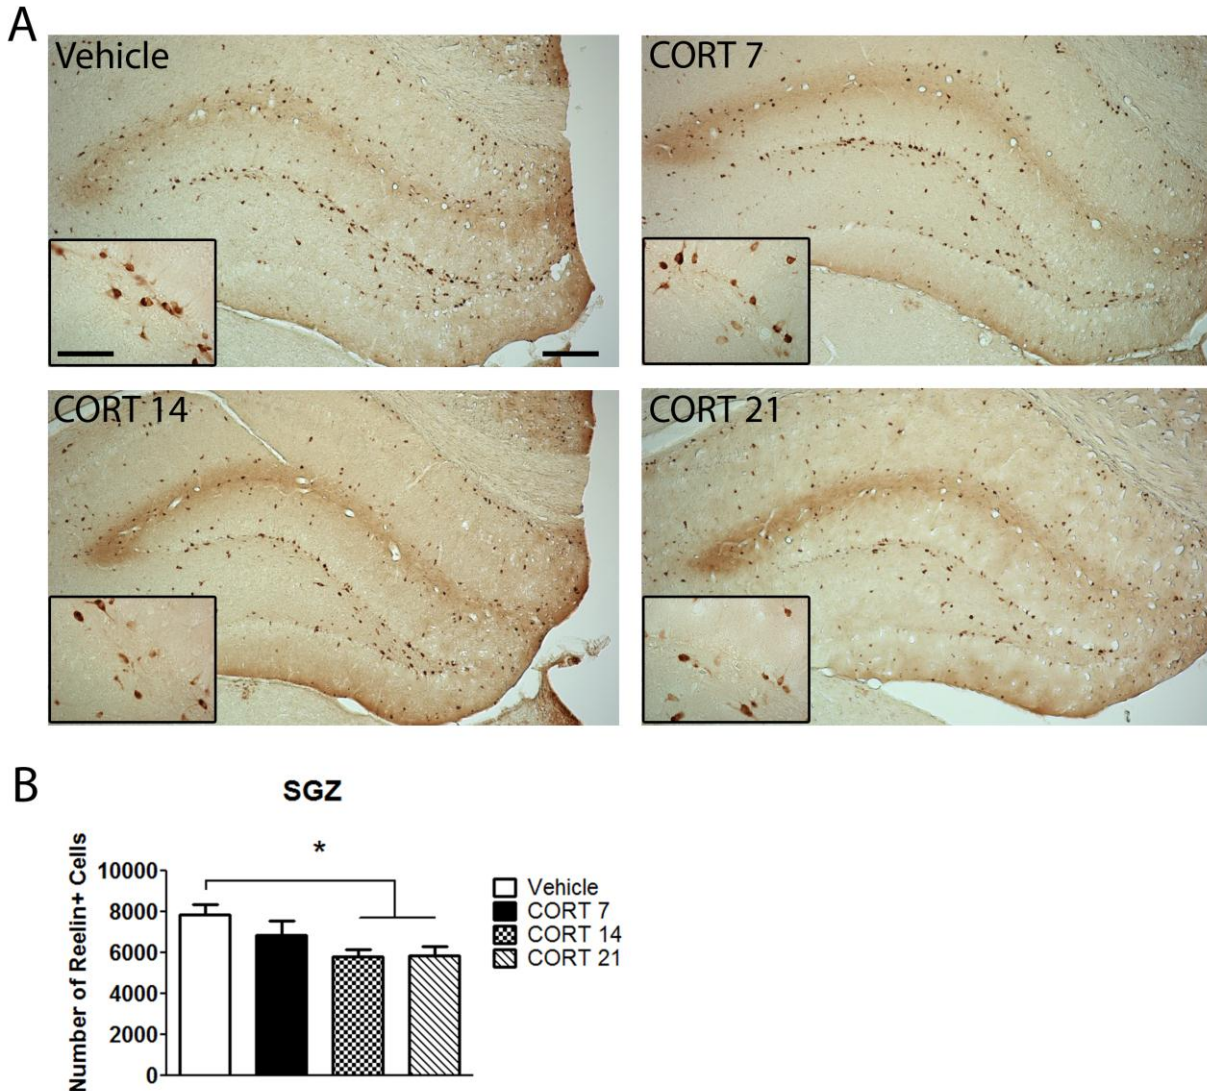 A
Vehicle
CORT 7
CORT 14
CORT 21
B
SGZ
*
Number of Reelin+ Cells
10000
8000
6000
4000
2000
0
Vehicle
CORT 7
CORT 14
CORT 21